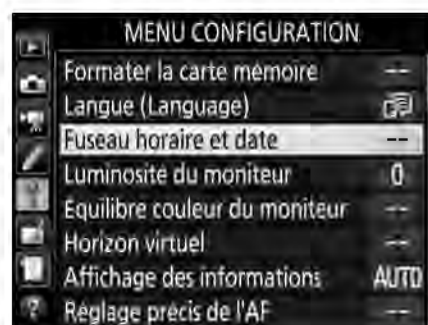 MENU CONFIGURATION
Formater la carte mémoire --
Langue (Language)
Fuseau horaire et date --
Luminosité du moniteur 0
Equilibre couleur du moniteur --
Horizon virtuel --
Affichage des informations AUTO
Réglage précis de l'AF --
?